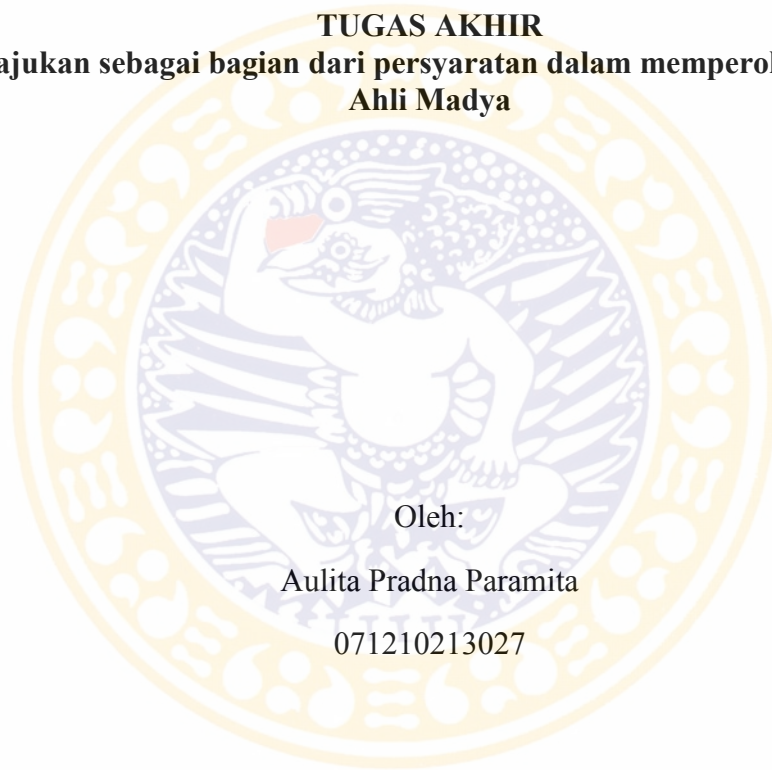 TUGAS AKHIR
ajukan sebagai bagian dari persyaratan dalam memperol
Ahli Madya
Oleh:
Aulita Pradna Paramita
071210213027